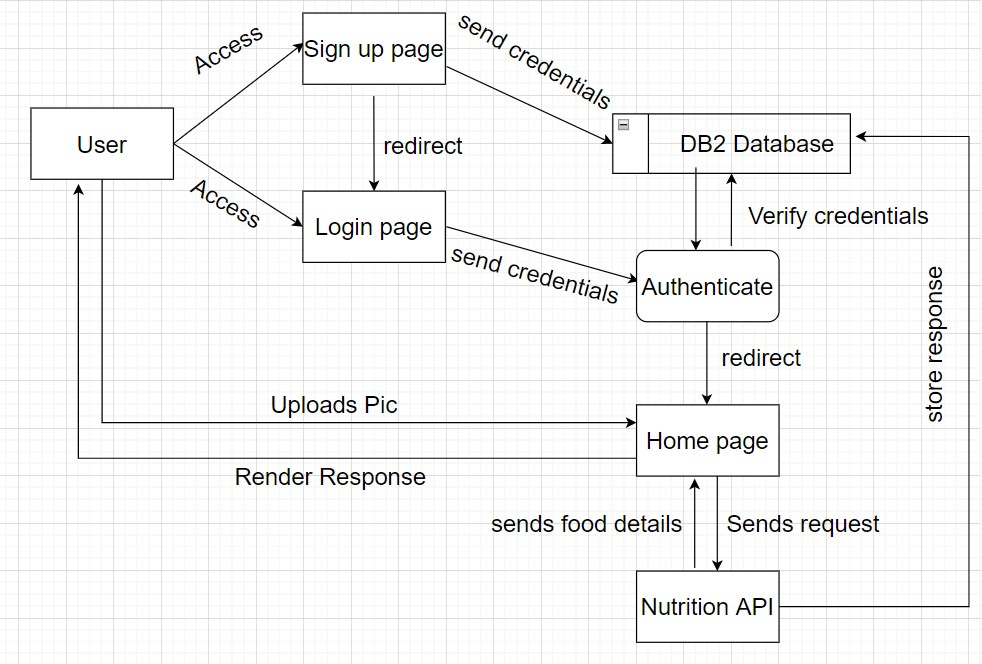 Access
Sign up page
send credentials
User
redirect
DB2 Database
Access
Login page
send credentials
Verify credentials
Authenticate
redirect
store response
Uploads Pic
Home page
Render Response
sends food details
Sends request
Nutrition API